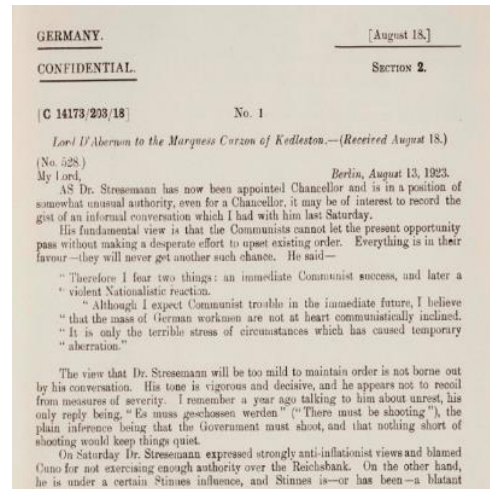 GERMANY.
[August 18.]
CONFIDENTIAL.
SECTION 2.
[C 14173/203/18]
No. 1
Lord D'Abernon to the Marquess Curzon of Kedleston.—(Received August 18.)
(No. 528.)
My Lord,
Berlin, August 13, 1923.
AS Dr. Stresemann has now been appointed Chancellor and is in a position of
somewhat unusual authority, even for a Chancellor, it may be of interest to record the
gist of an informal conversation which I had with him last Saturday.
His fundamental view is that the Communists cannot let the present opportunity
pass without making a desperate effort to upset existing order. Everything is in their
favour—they will never get another such chance. He said—
" Therefore I fear two things: an immediate Communist success, and later a
" violent Nationalistic reaction.
" Although I expect Communist trouble in the immediate future, I believe
" that the mass of German workmen are not at heart communistically inclined.
" It is only the terrible stress of circumstances which has caused temporary
" aberration."
The view that Dr. Stresemann will be too mild to maintain order is not borne out
by his conversation. His tone is vigorous and decisive, and he appears not to recoil
from measures of severity. I remember a year ago talking to him about unrest, his
only reply being, "Es muss geschossen werden" ("There must be shooting"), the
plain inference being that the Government must shoot, and that nothing short of
shooting would keep things quiet.
On Saturday Dr. Stresemann expressed strongly anti-inflationist views and blamed
Cuno for not exercising enough authority over the Reichsbank. On the other hand,
he is under a certain Stinnes influence, and Stinnes is—or has been—a blatant